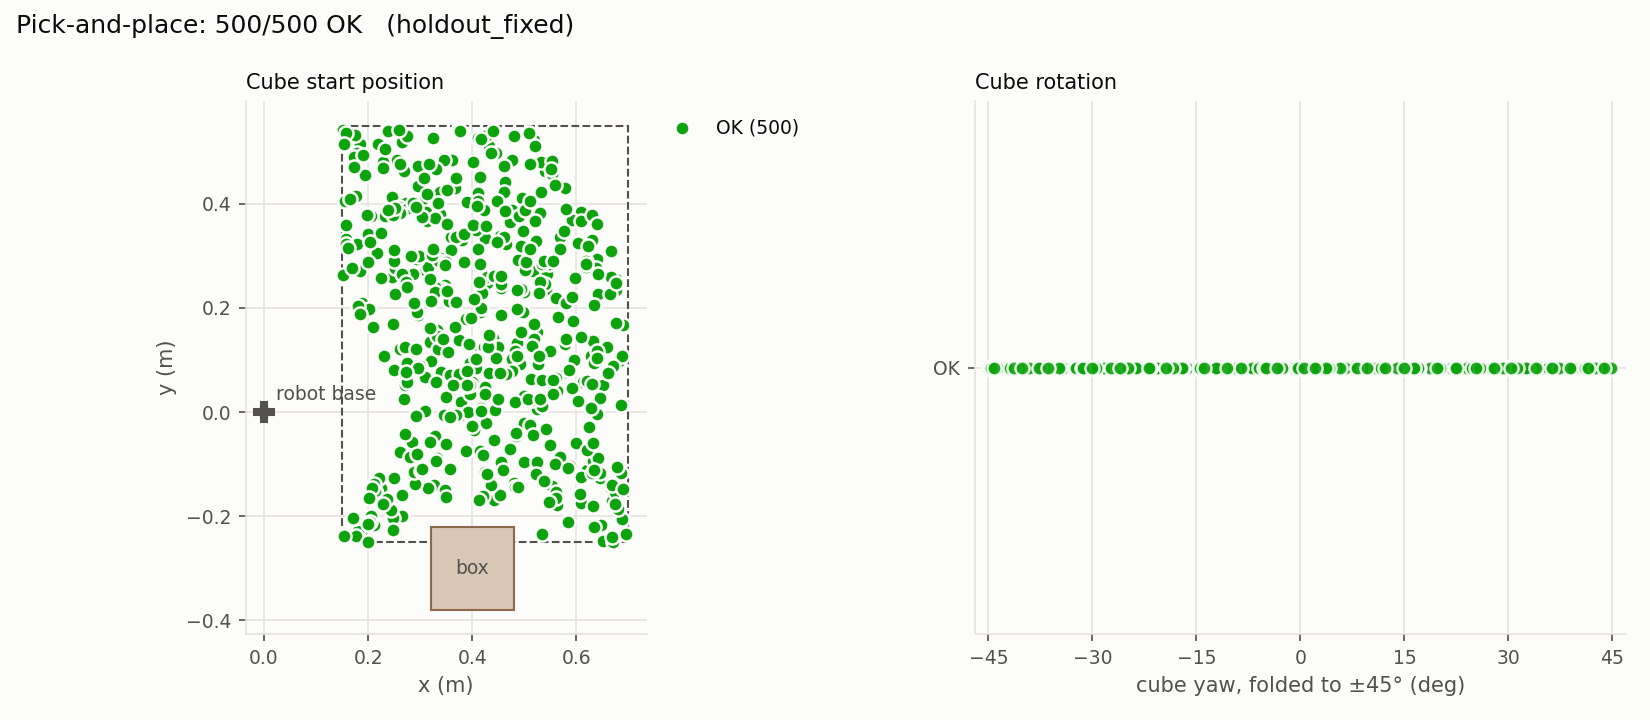 Pick-and-place: 500/500 OK   (holdout_fixed)
Cube start position
OK (500)
y (m)
0.4
0.2
0.0
−0.2
−0.4
robot base
box
0.0 0.2 0.4 0.6
x (m)
Cube rotation
OK
−45 −30 −15 0 15 30 45
cube yaw, folded to ±45° (deg)